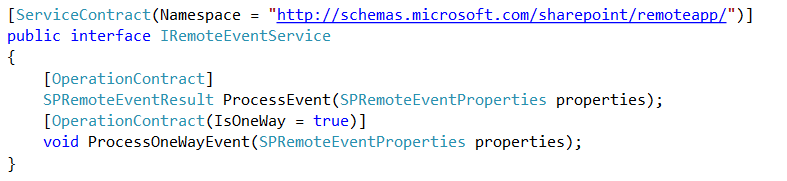 [ServiceContract(Namespace = "http://schemas.microsoft.com/sharepoint/remoteapp/")]
public interface IRemoteEventService
{
    [OperationContract]
    SPRemoteEventResult ProcessEvent(SPRemoteEventProperties properties);
    [OperationContract(IsOneWay = true)]
    void ProcessOneWayEvent(SPRemoteEventProperties properties);
}